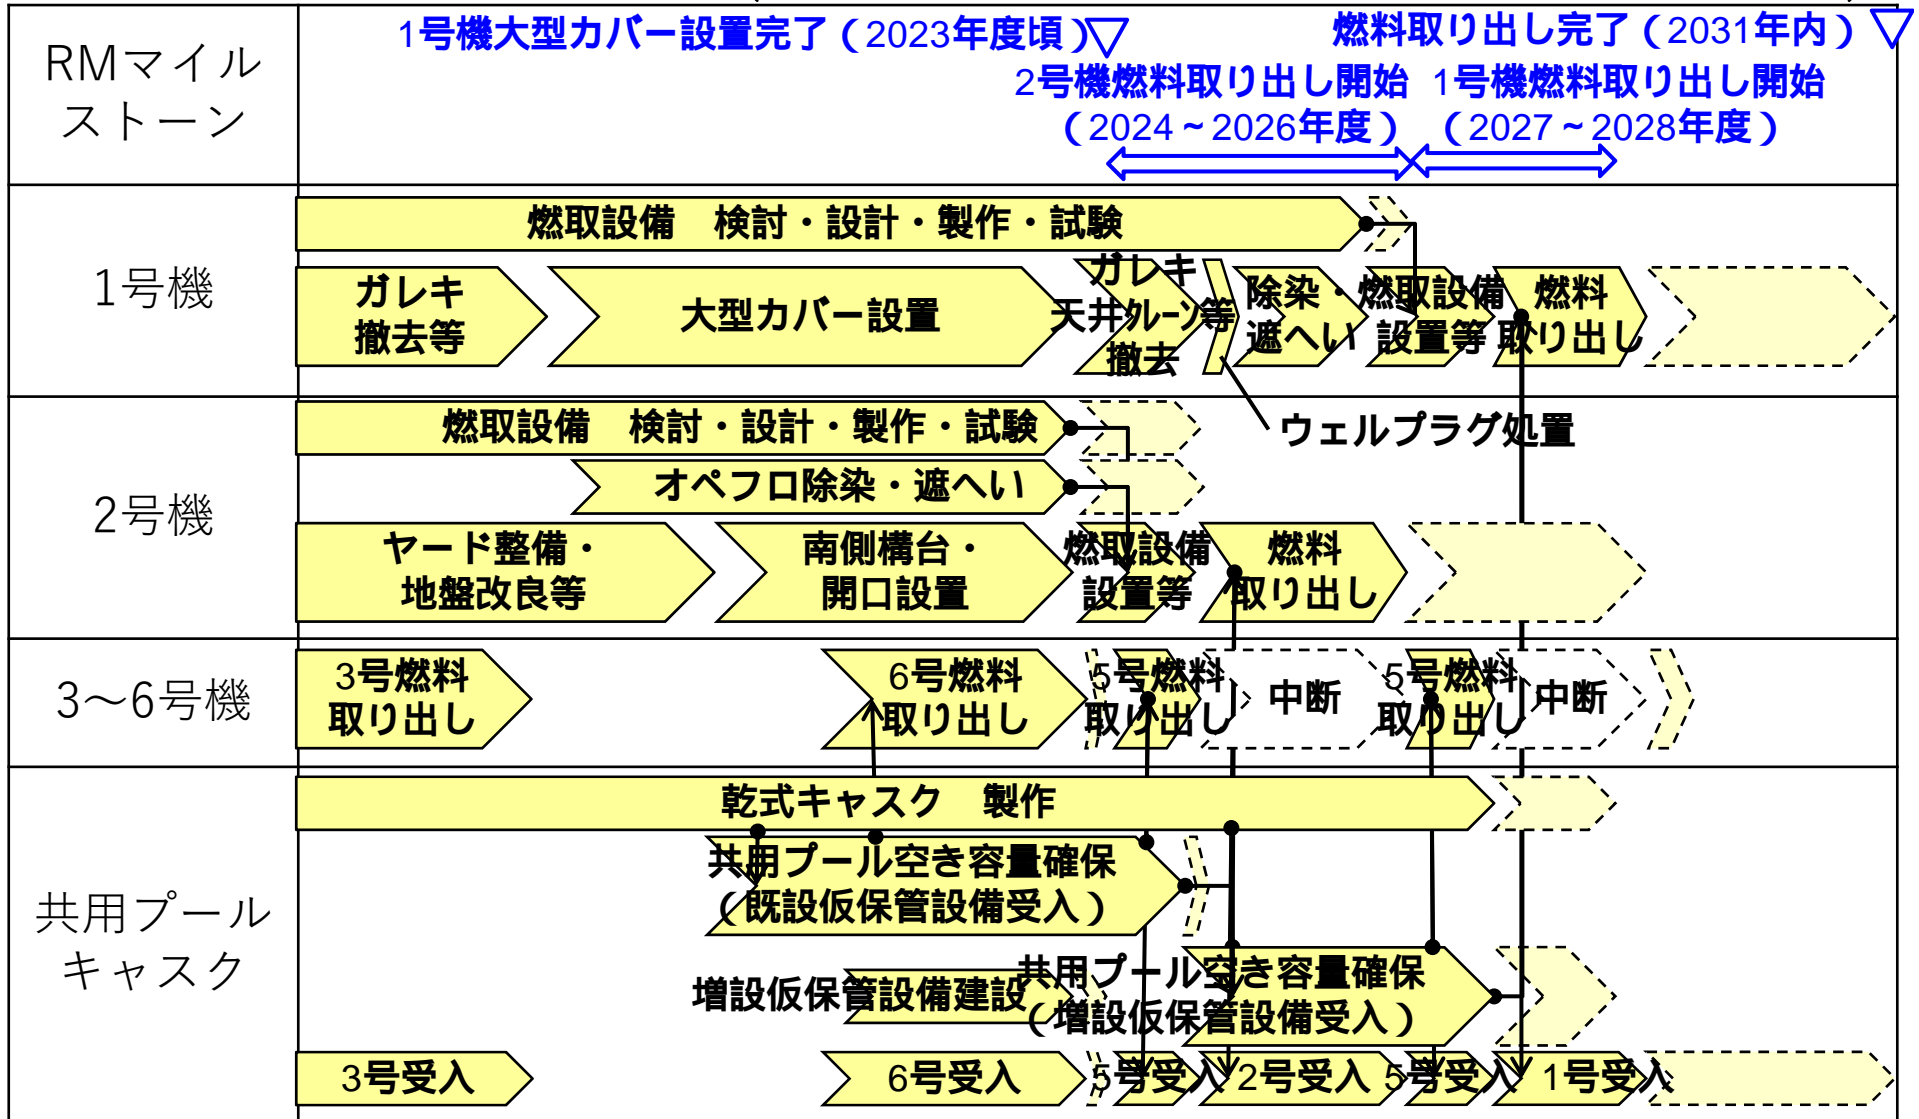 RMマイル
ストーン
1号機大型カバー設置完了（2023年度頃）
燃料取り出し完了（2031年内）
2号機燃料取り出し開始
（2024～2026年度）
1号機燃料取り出し開始
（2027～2028年度）
1号機
燃取設備　検討・設計・製作・試験
ガレキ
撤去等
大型カバー設置
ガレキ
天井クレーン等
撤去
除染・
遮へい
燃取設備
設置等
燃料
取り出し
ウェルプラグ処置
2号機
燃取設備　検討・設計・製作・試験
オペフロ除染・遮へい
ヤード整備・
地盤改良等
南側構台・
開口設置
燃取設備
設置等
燃料
取り出し
3～6号機
3号燃料
取り出し
6号燃料
取り出し
5号燃料
取り出し
中断
5号燃料
取り出し
中断
共用プール
キャスク
乾式キャスク　製作
共用プール空き容量確保
（既設仮保管設備受入）
増設仮保管設備建設
共用プール空き容量確保
（増設仮保管設備受入）
3号受入
6号受入
5号受入
2号受入
5号受入
1号受入